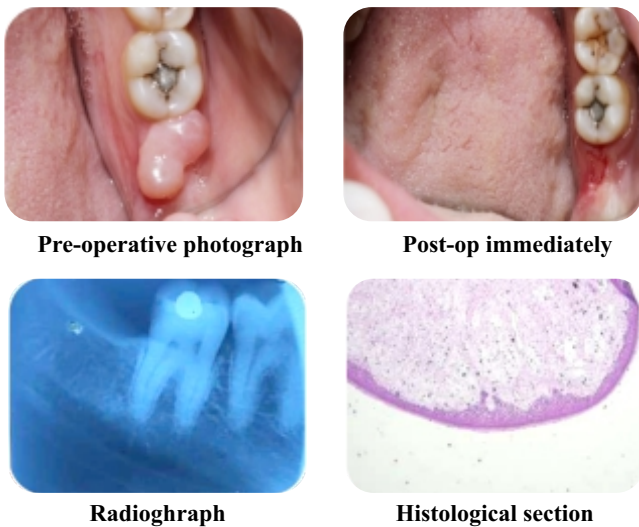 Pre-operative photograph
Post-op immediately
Radioghraph
Histological section